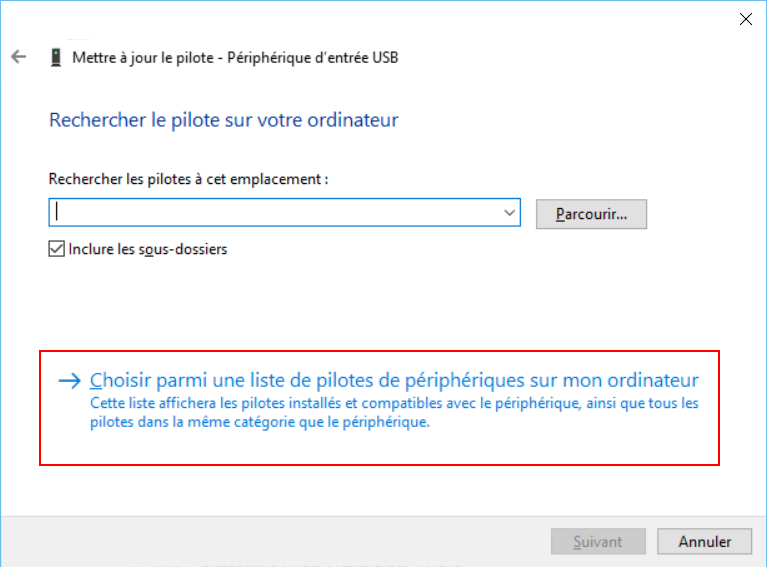 Mettre à jour le pilote - Périphérique d'entrée USB
Rechercher le pilote sur votre ordinateur
Rechercher les pilotes à cet emplacement :
Parcourir...
Inclure les sous-dossiers
Choisir parmi une liste de pilotes de périphériques sur mon ordinateur
Cette liste affichera les pilotes installés et compatibles avec le périphérique, ainsi que tous les
pilotes dans la même catégorie que le périphérique.
Suivant
Annuler